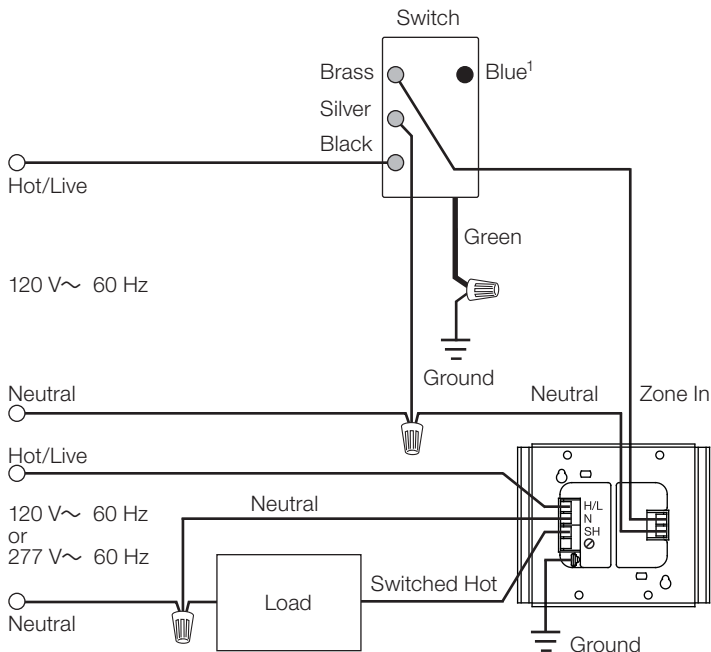 Switch
Brass
Blue¹
Silver
Black
Hot/Live
Green
120 V～ 60 Hz
Ground
Neutral
Neutral
Zone In
Hot/Live
Neutral
H/L
N
SH
120 V～ 60 Hz
or
277 V～ 60 Hz
Load
Switched Hot
Neutral
Ground